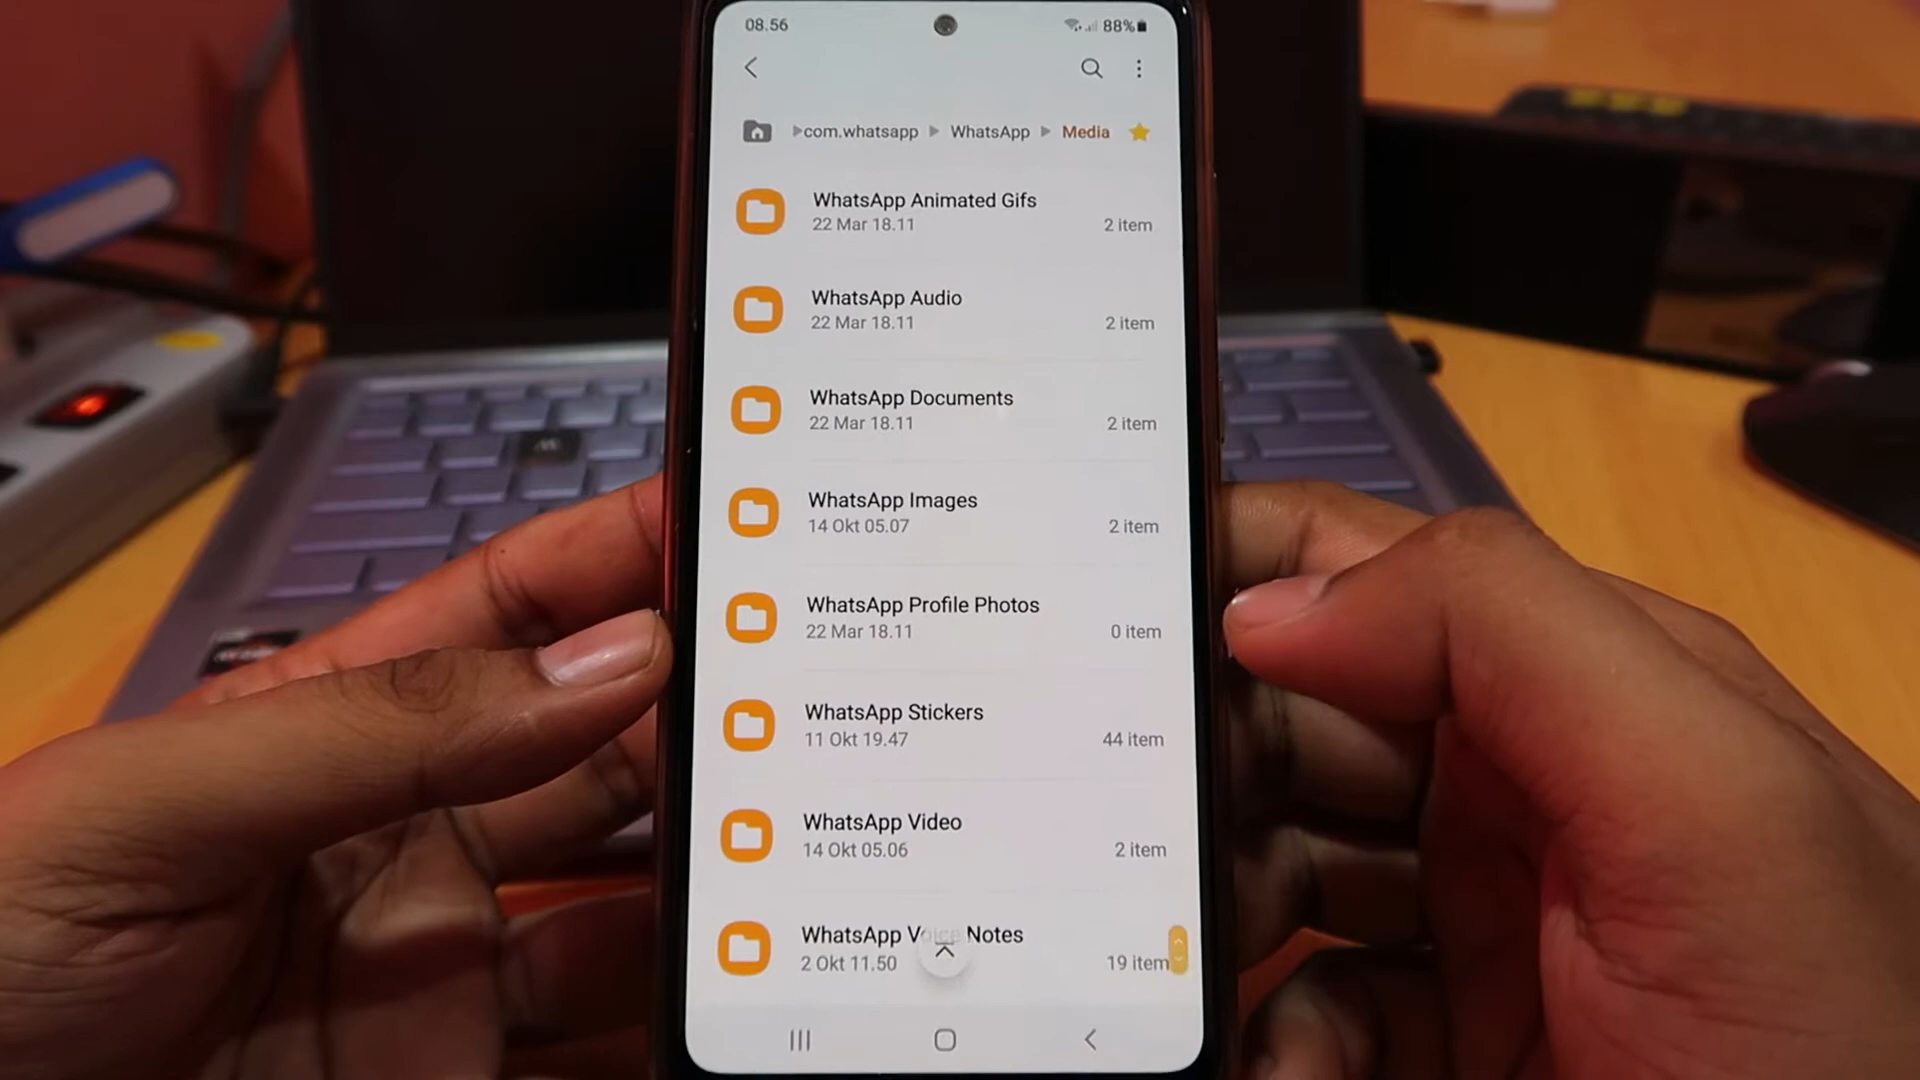 08.56
88%
com.whatsapp WhatsApp Media
WhatsApp Animated Gifs
22 Mar 18.11
2 item
WhatsApp Audio
22 Mar 18.11
2 item
WhatsApp Documents
22 Mar 18.11
2 item
WhatsApp Images
14 Okt 05.07
2 item
WhatsApp Profile Photos
22 Mar 18.11
0 item
WhatsApp Stickers
11 Okt 19.47
44 item
WhatsApp Video
14 Okt 05.06
2 item
WhatsApp Voice Notes
2 Okt 11.50
19 item